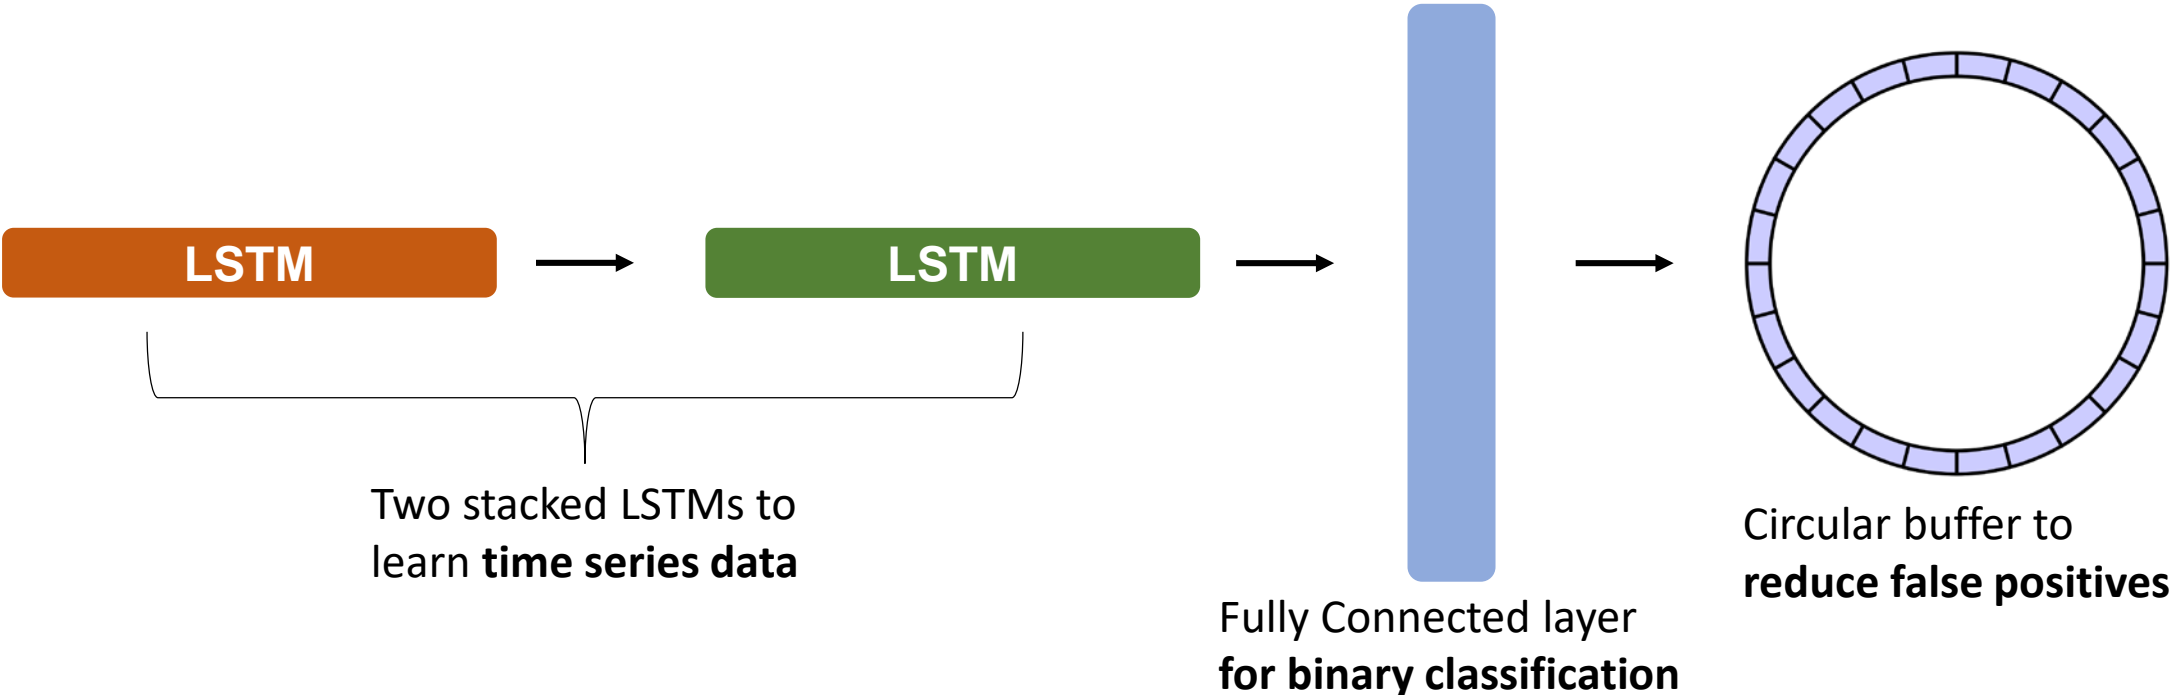 LSTM
LSTM
Two stacked LSTMs to
learn time series data
Fully Connected layer
for binary classification
Circular buffer to
reduce false positives